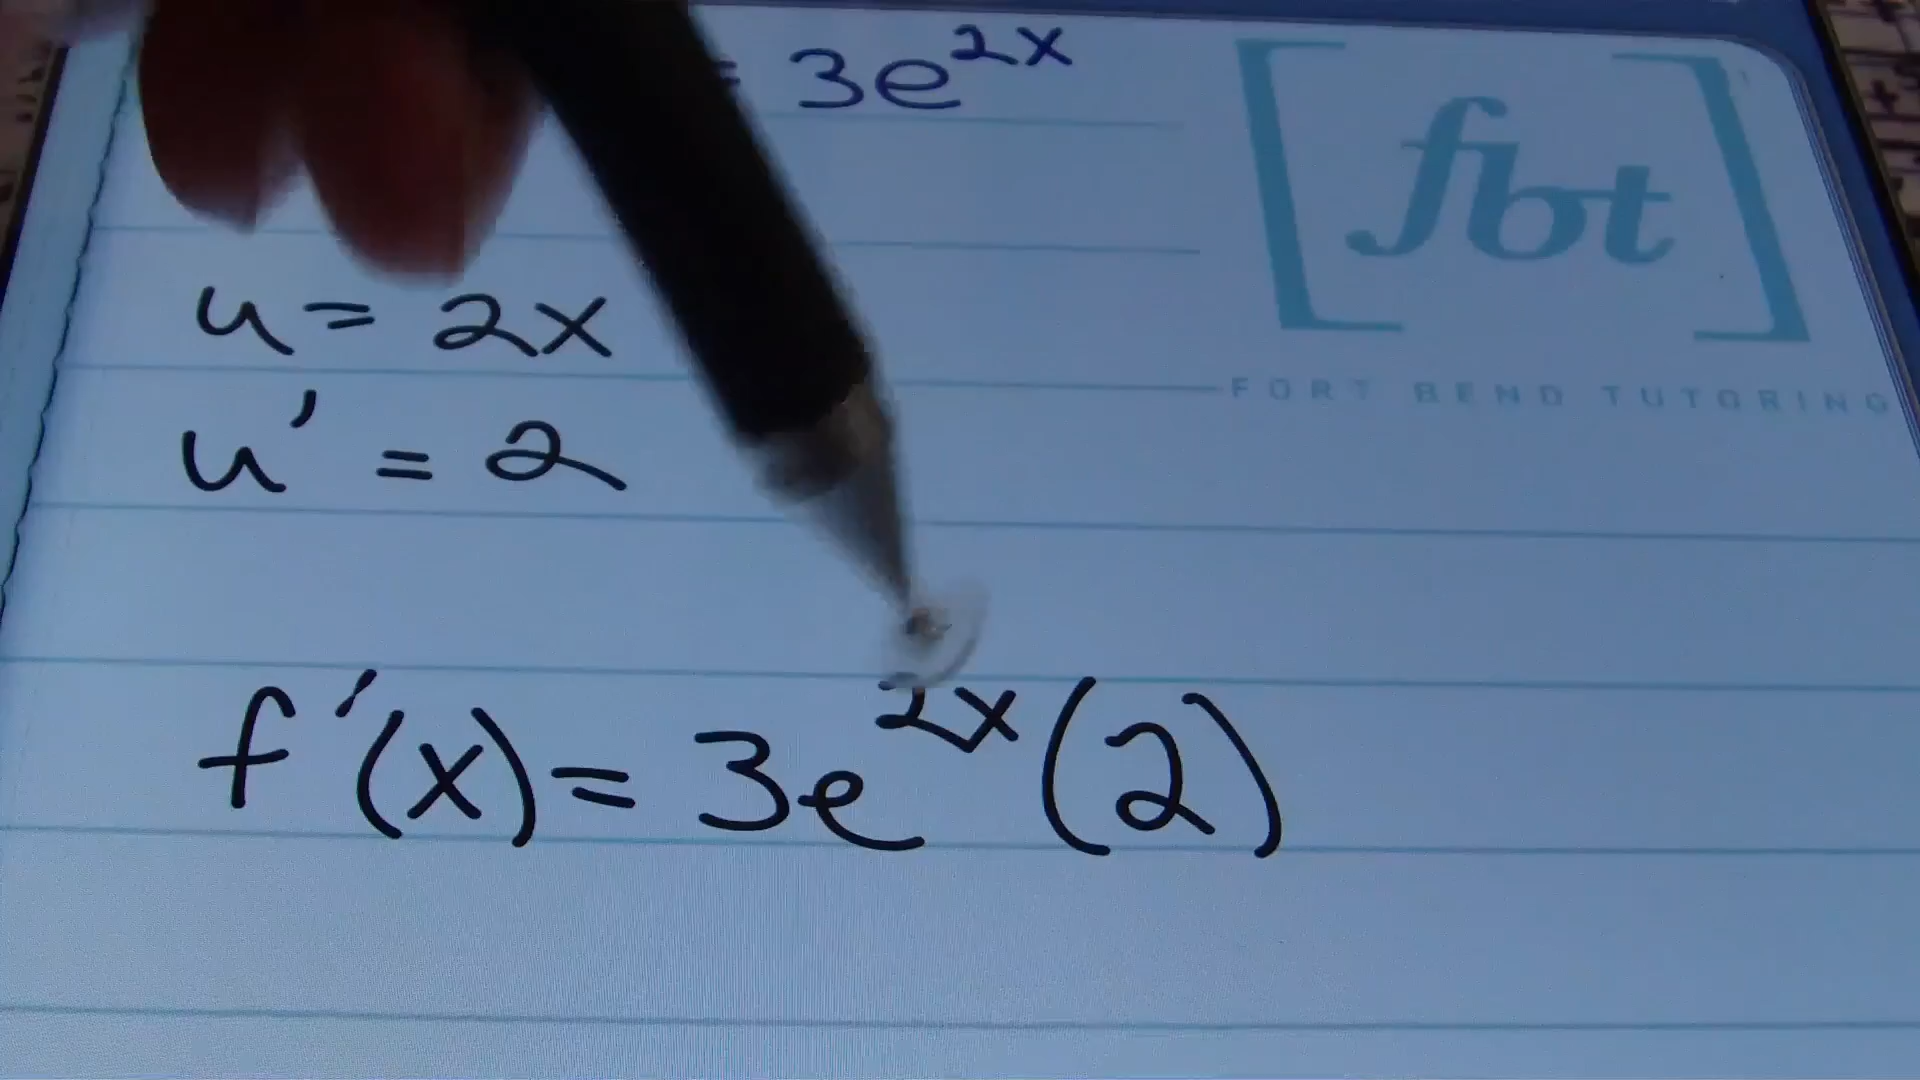 = 3e^{2x}
fbt
FORT BEND TUTORING
u = 2x
u' = 2
f'(x) = 3e^{2x}(2)